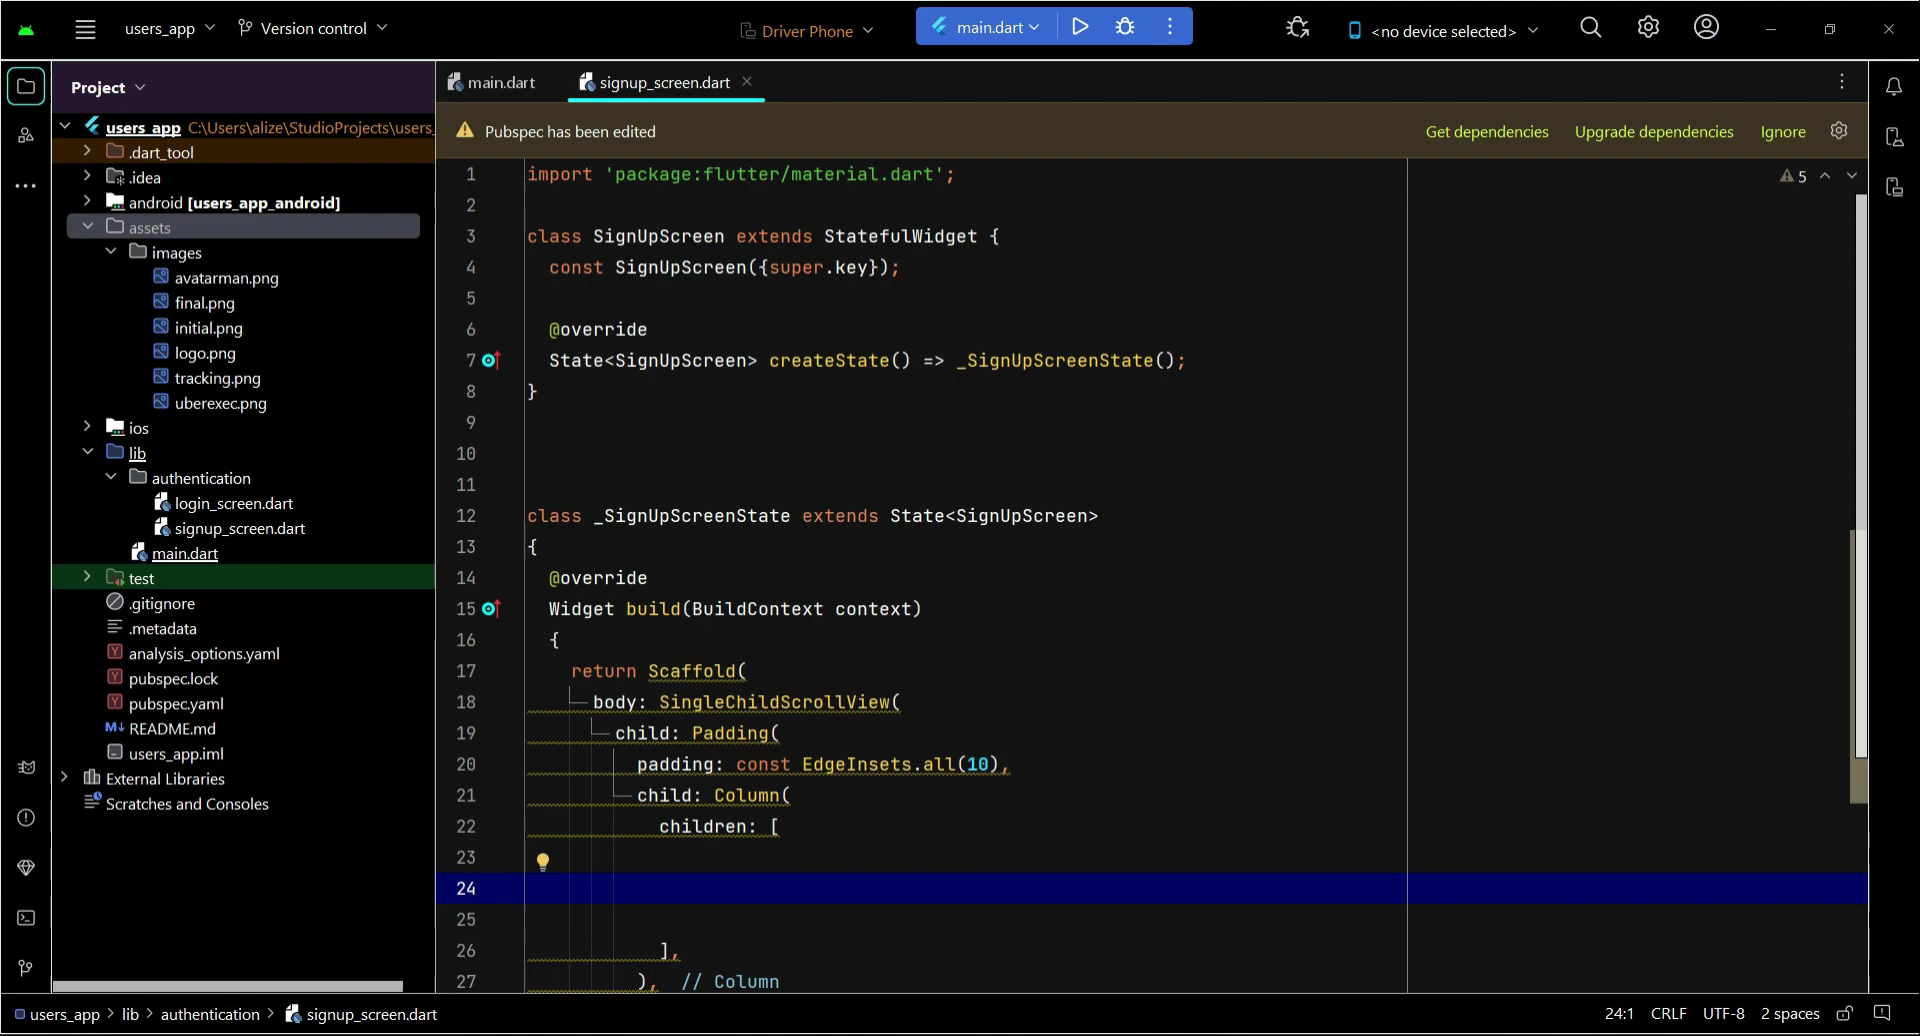 users_app
Version control
Driver Phone
main.dart
<no device selected>
Project
main.dart
signup_screen.dart
users_app C:\Users\alize\StudioProjects\users_
.dart_tool
.idea
android [users_app_android]
assets
images
avatarman.png
final.png
initial.png
logo.png
tracking.png
uberexec.png
ios
lib
authentication
login_screen.dart
signup_screen.dart
main.dart
test
.gitignore
.metadata
analysis_options.yaml
pubspec.lock
pubspec.yaml
M↓ README.md
users_app.iml
External Libraries
Scratches and Consoles
Pubspec has been edited
Get dependencies
Upgrade dependencies
Ignore
5
1 import 'package:flutter/material.dart';
2
3 class SignUpScreen extends StatefulWidget {
4 const SignUpScreen({super.key});
5
6 @override
7 State<SignUpScreen> createState() => _SignUpScreenState();
8 }
9
10
11
12 class _SignUpScreenState extends State<SignUpScreen>
13 {
14 @override
15 Widget build(BuildContext context)
16 {
17 return Scaffold(
18 body: SingleChildScrollView(
19 child: Padding(
20 padding: const EdgeInsets.all(10),
21 child: Column(
22 children: [
23
24
25
26 ],
27 ), // Column
users_app > lib > authentication > signup_screen.dart
24:1
CRLF
UTF-8
2 spaces